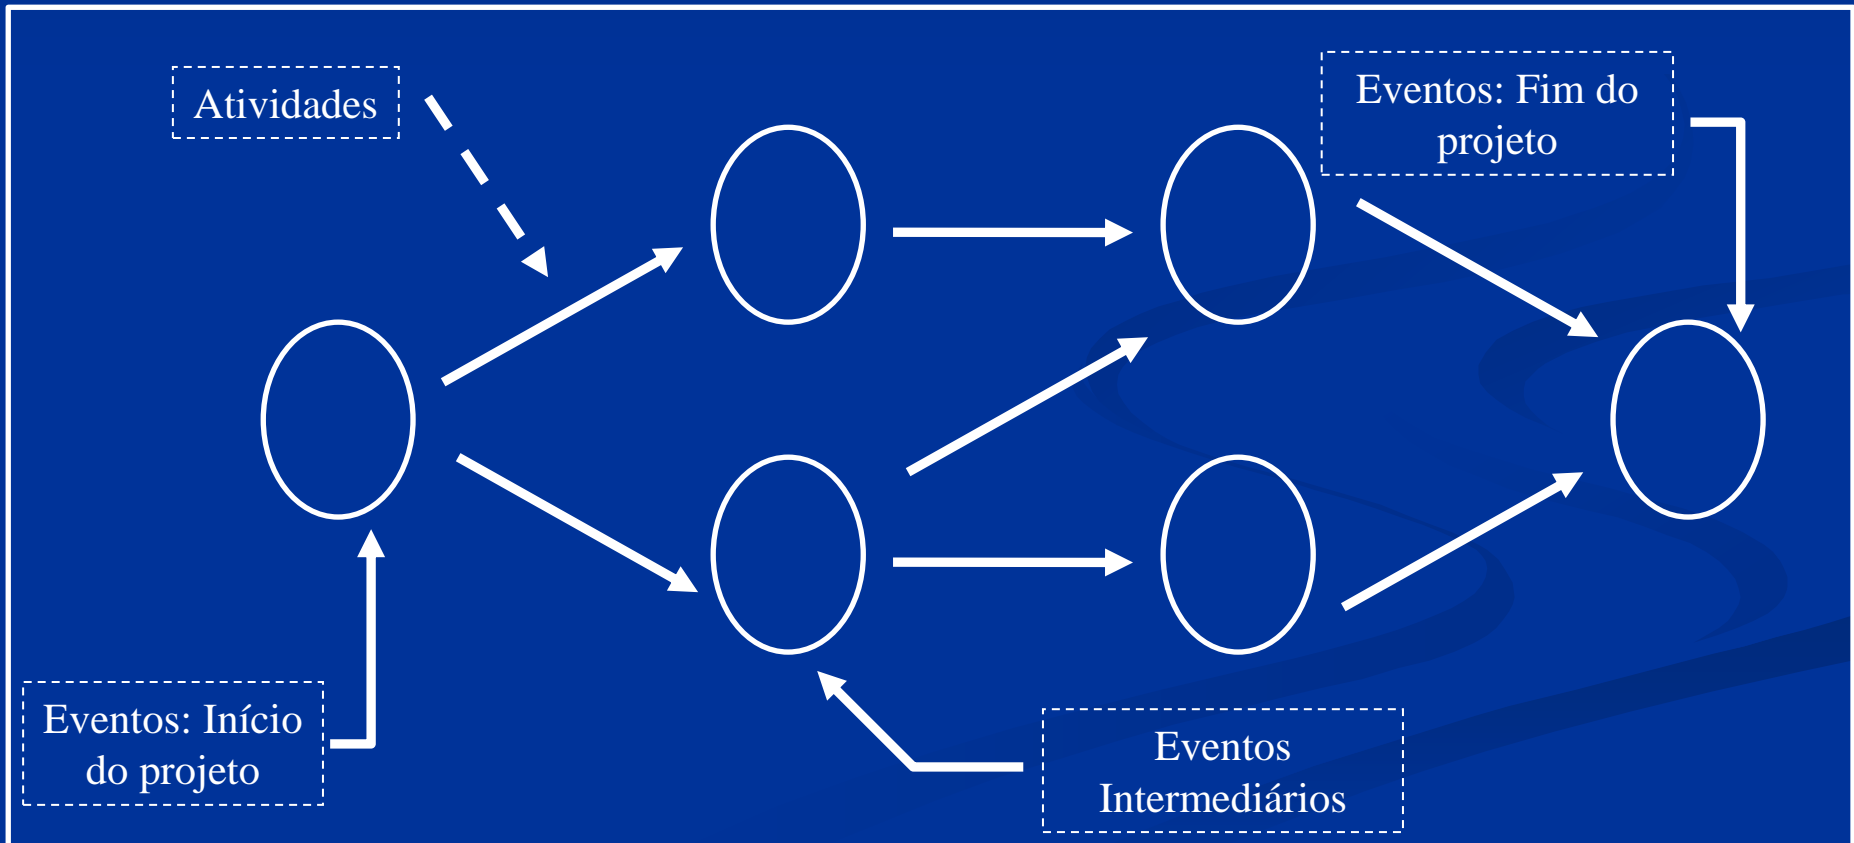 Atividades
Eventos: Fim do
projeto
Eventos: Início
do projeto
Eventos
Intermediários